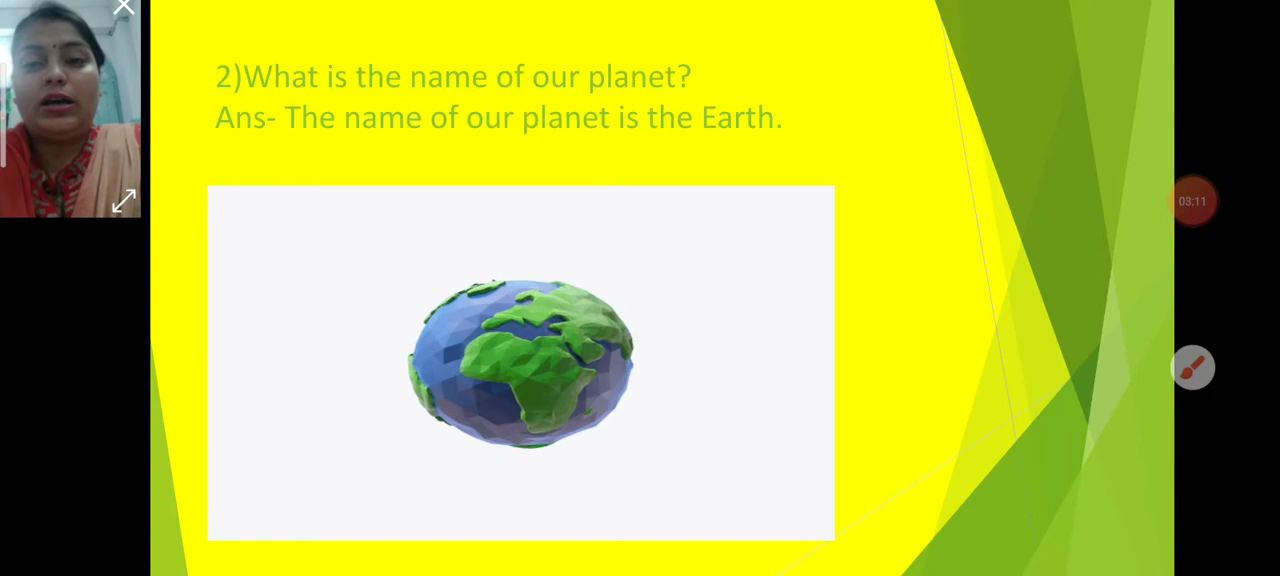 2)What is the name of our planet?
Ans- The name of our planet is the Earth.
03:11